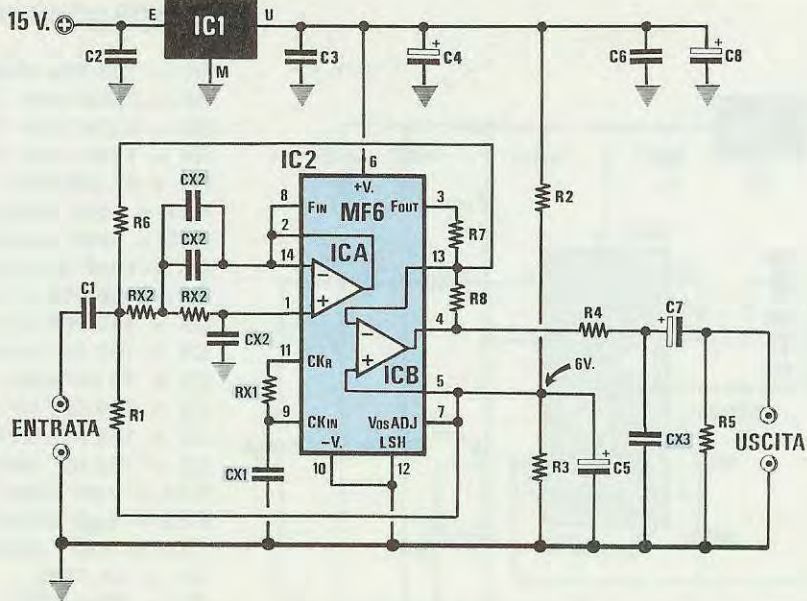 15 V.
E
IC1
U
M
C2
C3
+
C4
C6
+
C8
IC2
6
+V.
CX2
8
FIN
MF6
FOUT
3
R2
R6
2
R7
CX2
ICA
14
13
C1
RX2
RX2
1
R8
4
R4
+
C7
CX2
11
CKR
ICB
5
6V.
RX1
R1
9
CKIN
VOS ADJ
7
R5
ENTRATA
-V.
LSH
R3
+
C5
CX3
USCITA
CX1
10
12